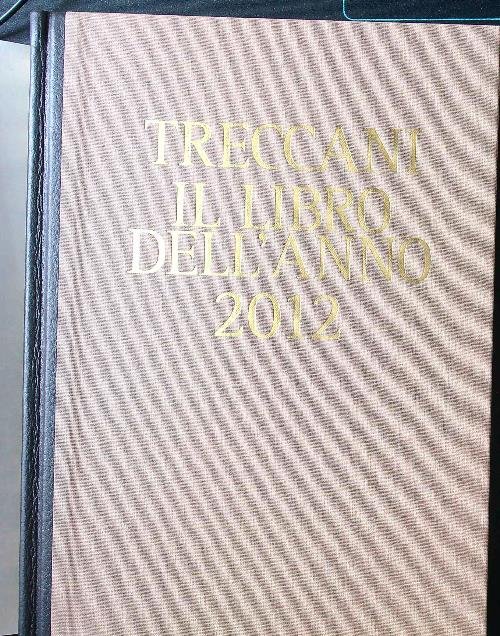 TRECCANI
IL LIBRO
DELL'ANNO
2012